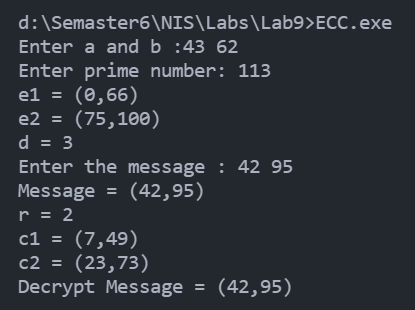 d:\Semaster6\NIS\Labs\Lab9>ECC.exe
Enter a and b :43 62
Enter prime number: 113
e1 = (0,66)
e2 = (75,100)
d = 3
Enter the message : 42 95
Message = (42,95)
r = 2
c1 = (7,49)
c2 = (23,73)
Decrypt Message = (42,95)